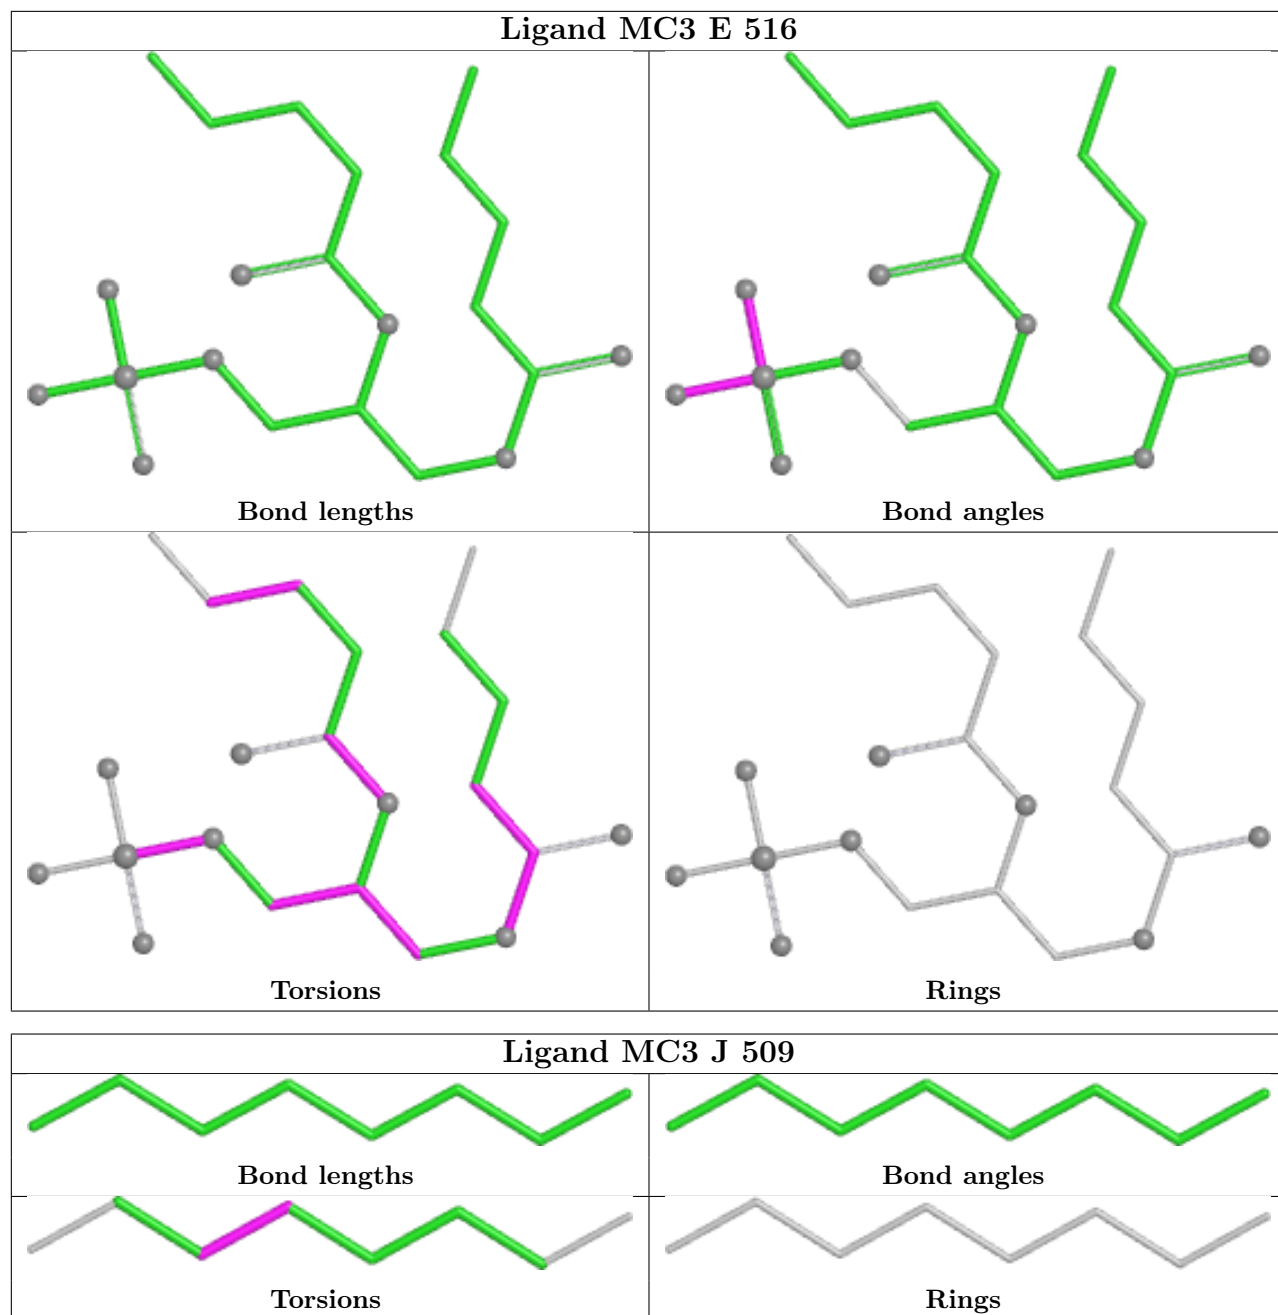 Ligand MC3 E 516
Bond lengths
Bond angles
Torsions
Rings
Ligand MC3 J 509
Bond lengths
Bond angles
Torsions
Rings